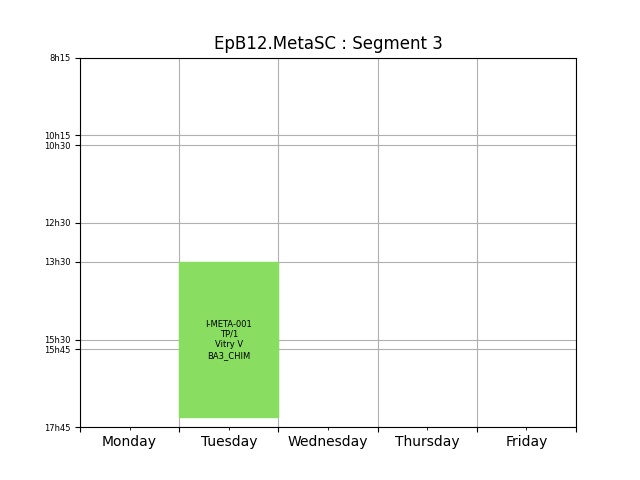 EpB12.MetaSC : Segment 3
8h15
10h15
10h30
12h30
13h30
I-META-001
TP/1
Vitry V
BA3_CHIM
15h30
15h45
17h45
Monday Tuesday Wednesday Thursday Friday